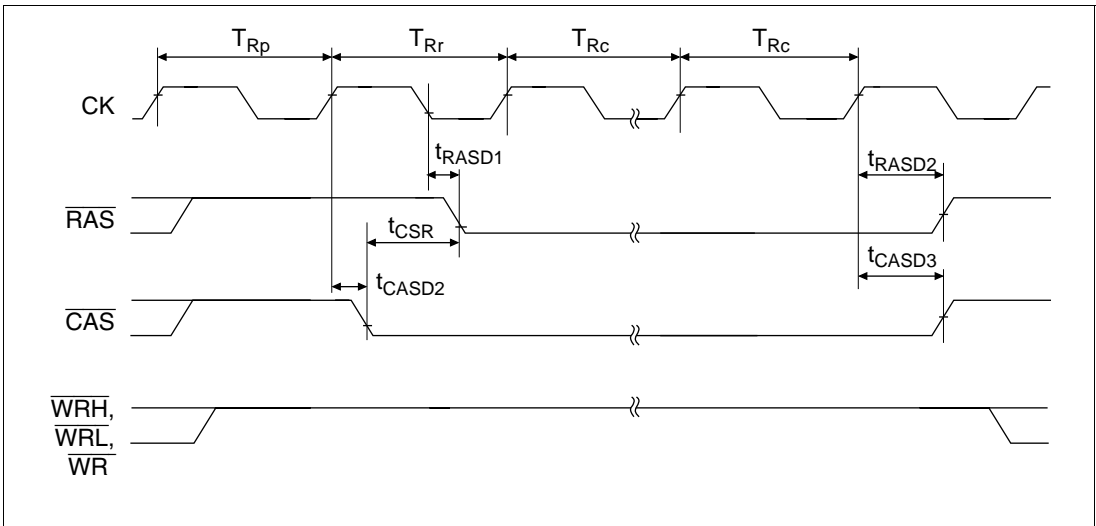 TRp TRr TRc TRc
CK
tRASD1
tRASD2
RAS
tCSR
tCASD3
tCASD2
CAS
WRH,
WRL,
WR